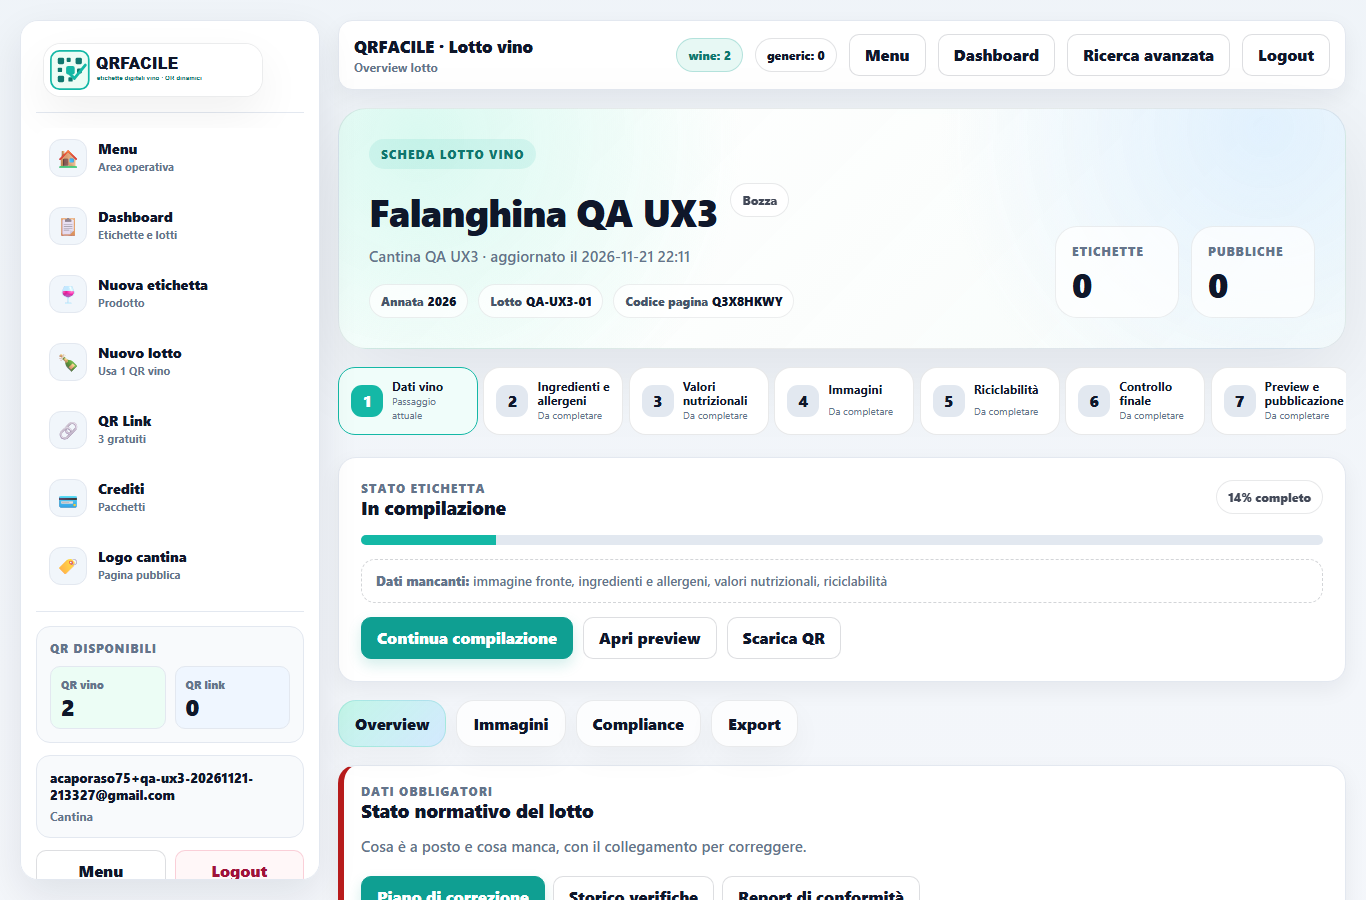 QRFACILE
etichette digitali vino · QR dinamici
Menu
Area operativa
Dashboard
Etichette e lotti
Nuova etichetta
Prodotto
Nuovo lotto
Usa 1 QR vino
QR Link
3 gratuiti
Crediti
Pacchetti
Logo cantina
Pagina pubblica
QR DISPONIBILI
QR vino
2
QR link
0
acaporaso75+qa-ux3-20261121-
213327@gmail.com
Cantina
Menu
Logout
QRFACILE · Lotto vino
Overview lotto
wine: 2
generic: 0
Menu
Dashboard
Ricerca avanzata
Logout
SCHEDA LOTTO VINO
Falanghina QA UX3
Bozza
Cantina QA UX3 · aggiornato il 2026-11-21 22:11
Annata 2026
Lotto QA-UX3-01
Codice pagina Q3X8HKWY
ETICHETTE
0
PUBBLICHE
0
1
Dati vino
Passaggio
attuale
2
Ingredienti e
allergeni
Da completare
3
Valori
nutrizionali
Da completare
4
Immagini
Da completare
5
Riciclabilità
Da completare
6
Controllo
finale
Da completare
7
Preview e
pubblicazione
Da completare
STATO ETICHETTA
In compilazione
14% completo
Dati mancanti: immagine fronte, ingredienti e allergeni, valori nutrizionali, riciclabilità
Continua compilazione
Apri preview
Scarica QR
Overview
Immagini
Compliance
Export
DATI OBBLIGATORI
Stato normativo del lotto
Cosa è a posto e cosa manca, con il collegamento per correggere.
Piano di correzione
Storico verifiche
Report di conformità